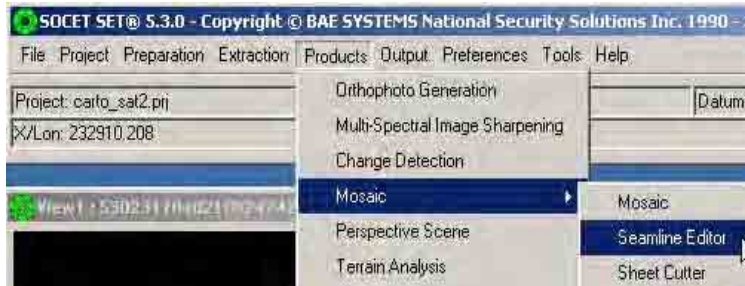 SOCET SET® 5.3.0 - Copyright © BAE SYSTEMS National Security Solutions Inc. 1990 -
File Project Preparation Extraction Products Output Preferences Tools Help
Project: carto_sat2.prj
Datum
X/Lon: 232910.208
Orthophoto Generation
Multi-Spectral Image Sharpening
Change Detection
Mosaic
Perspective Scene
Terrain Analysis
Mosaic
Seamline Editor
Sheet Cutter
View1 :